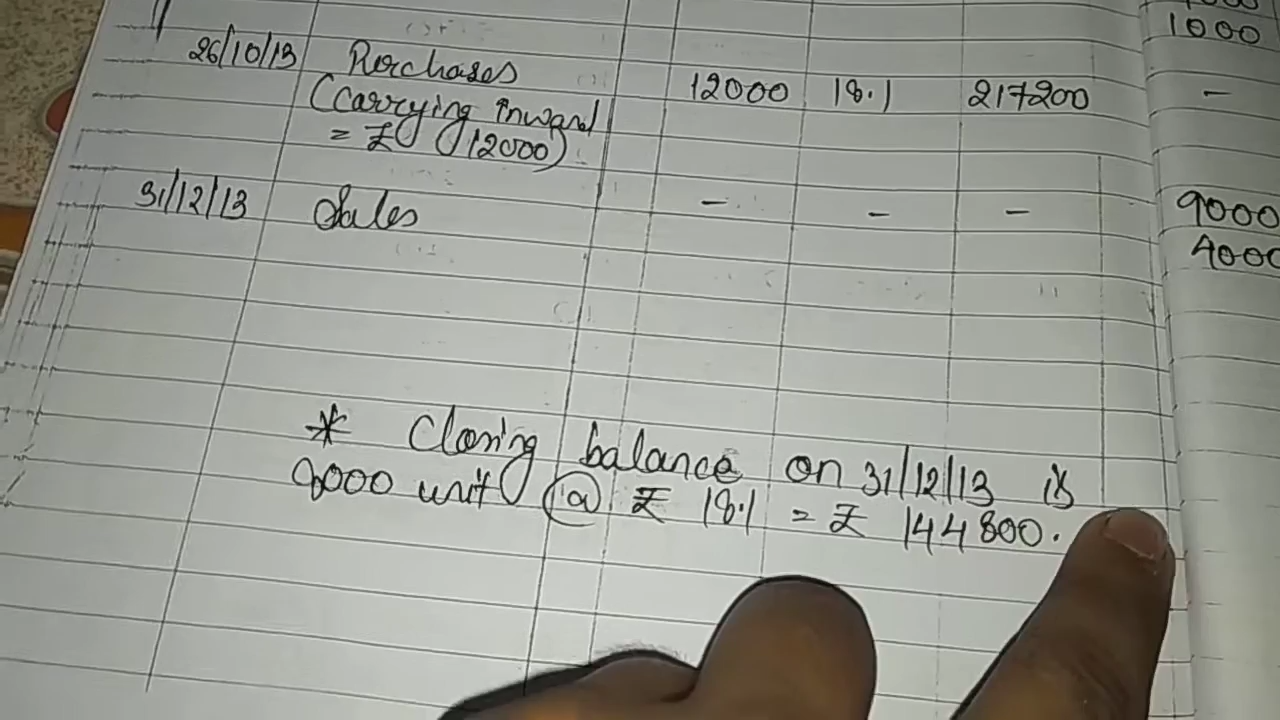 1000
26/10/13 Purchases 12000 18.1 217200 -
(Carrying inward
= ₹ 12000)
31/12/13 Sales - - - 9000
4000
* Closing balance on 31/12/13 is
8000 unit @ ₹ 18.1 = ₹ 144800.